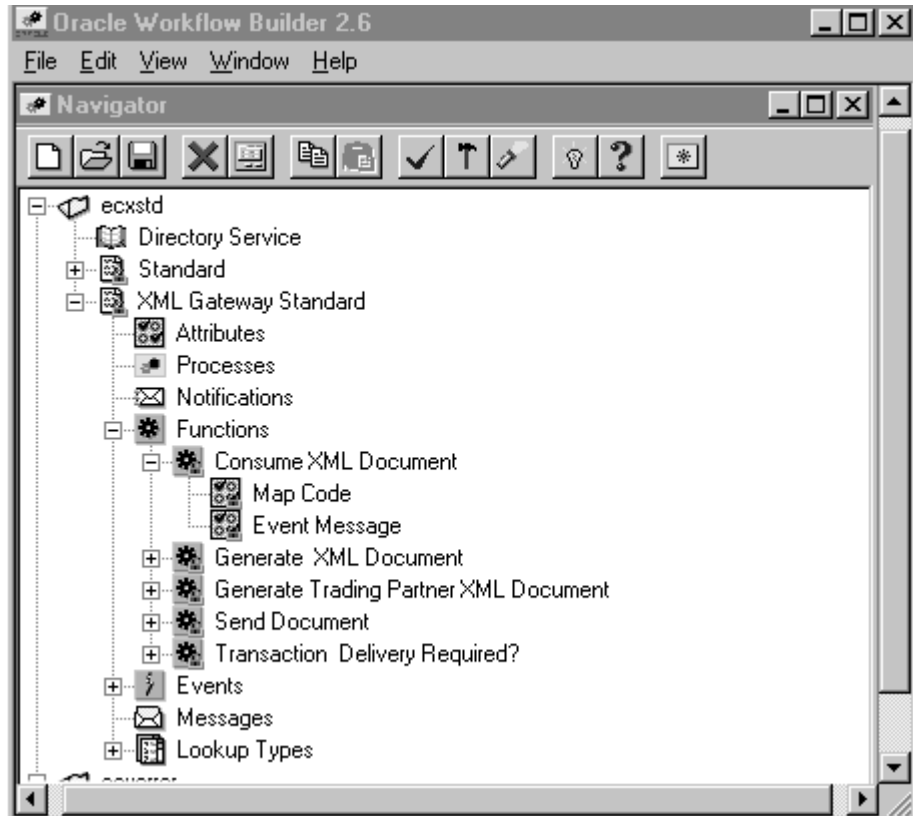 Oracle Workflow Builder 2.6
File Edit View Window Help
Navigator
ecxstd
Directory Service
Standard
XML Gateway Standard
Attributes
Processes
Notifications
Functions
Consume XML Document
Map Code
Event Message
Generate XML Document
Generate Trading Partner XML Document
Send Document
Transaction Delivery Required?
Events
Messages
Lookup Types